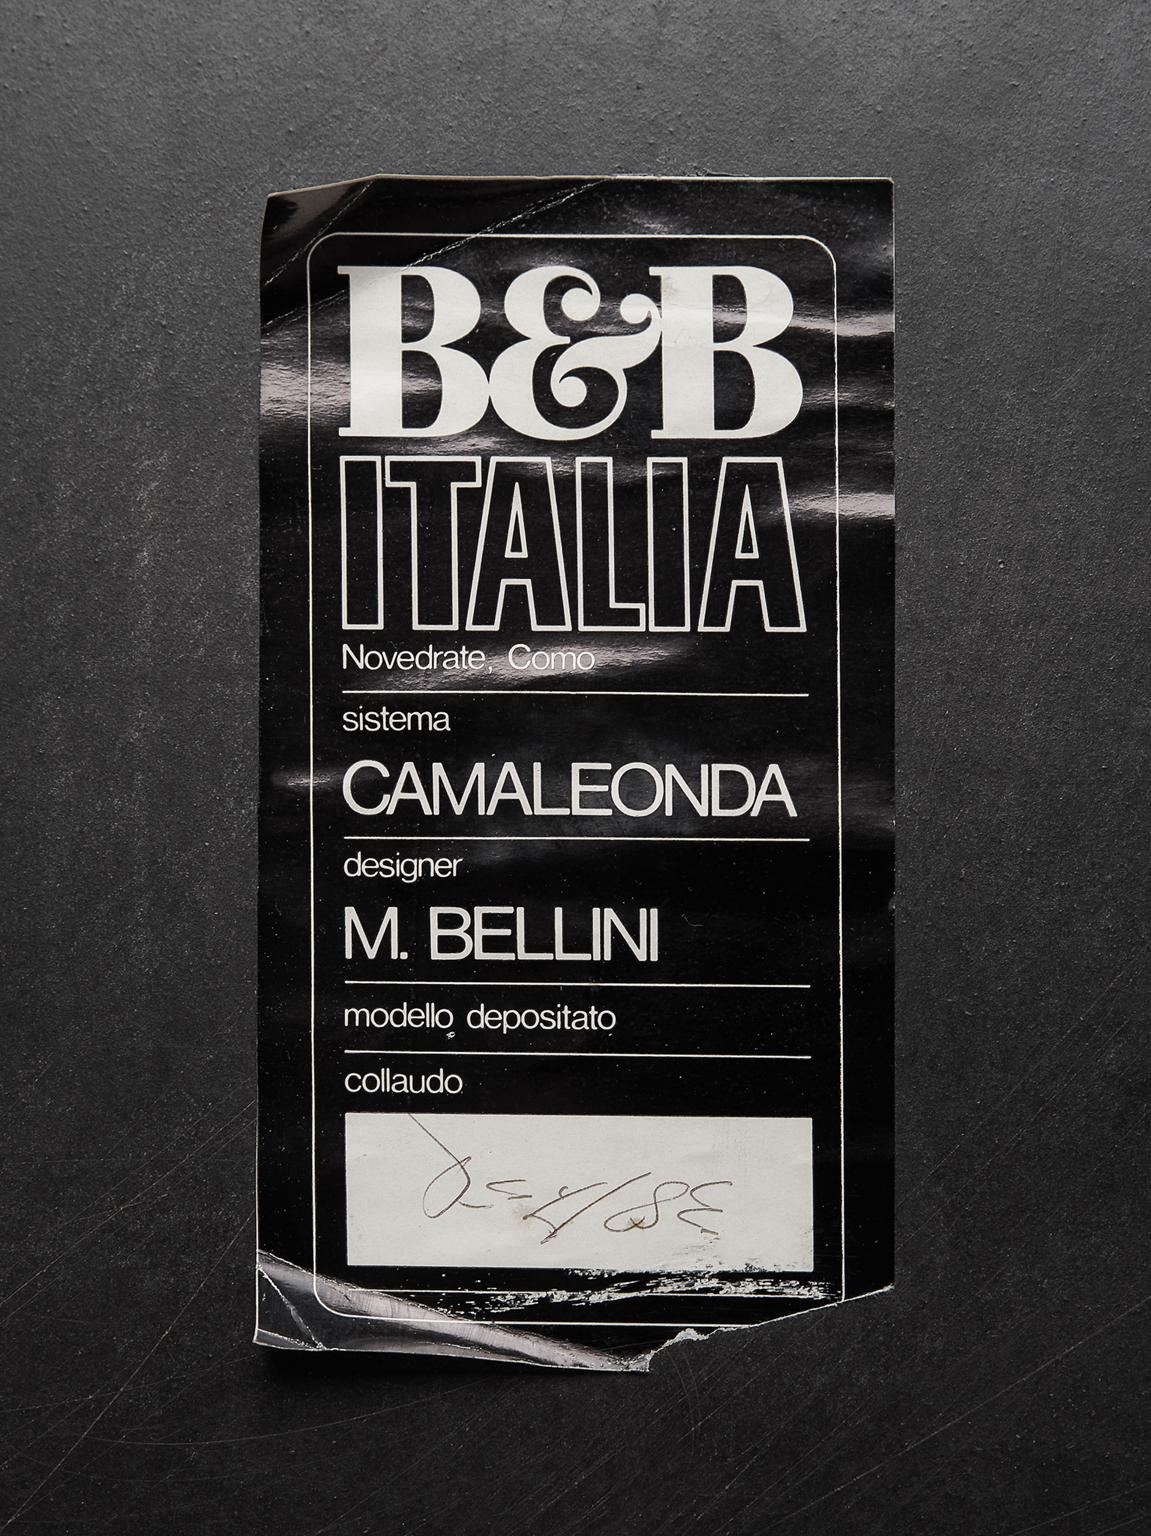 B&B
ITALIA
Novedrate, Como
sistema
CAMALEONDA
designer
M. BELLINI
modello depositato
collaudo